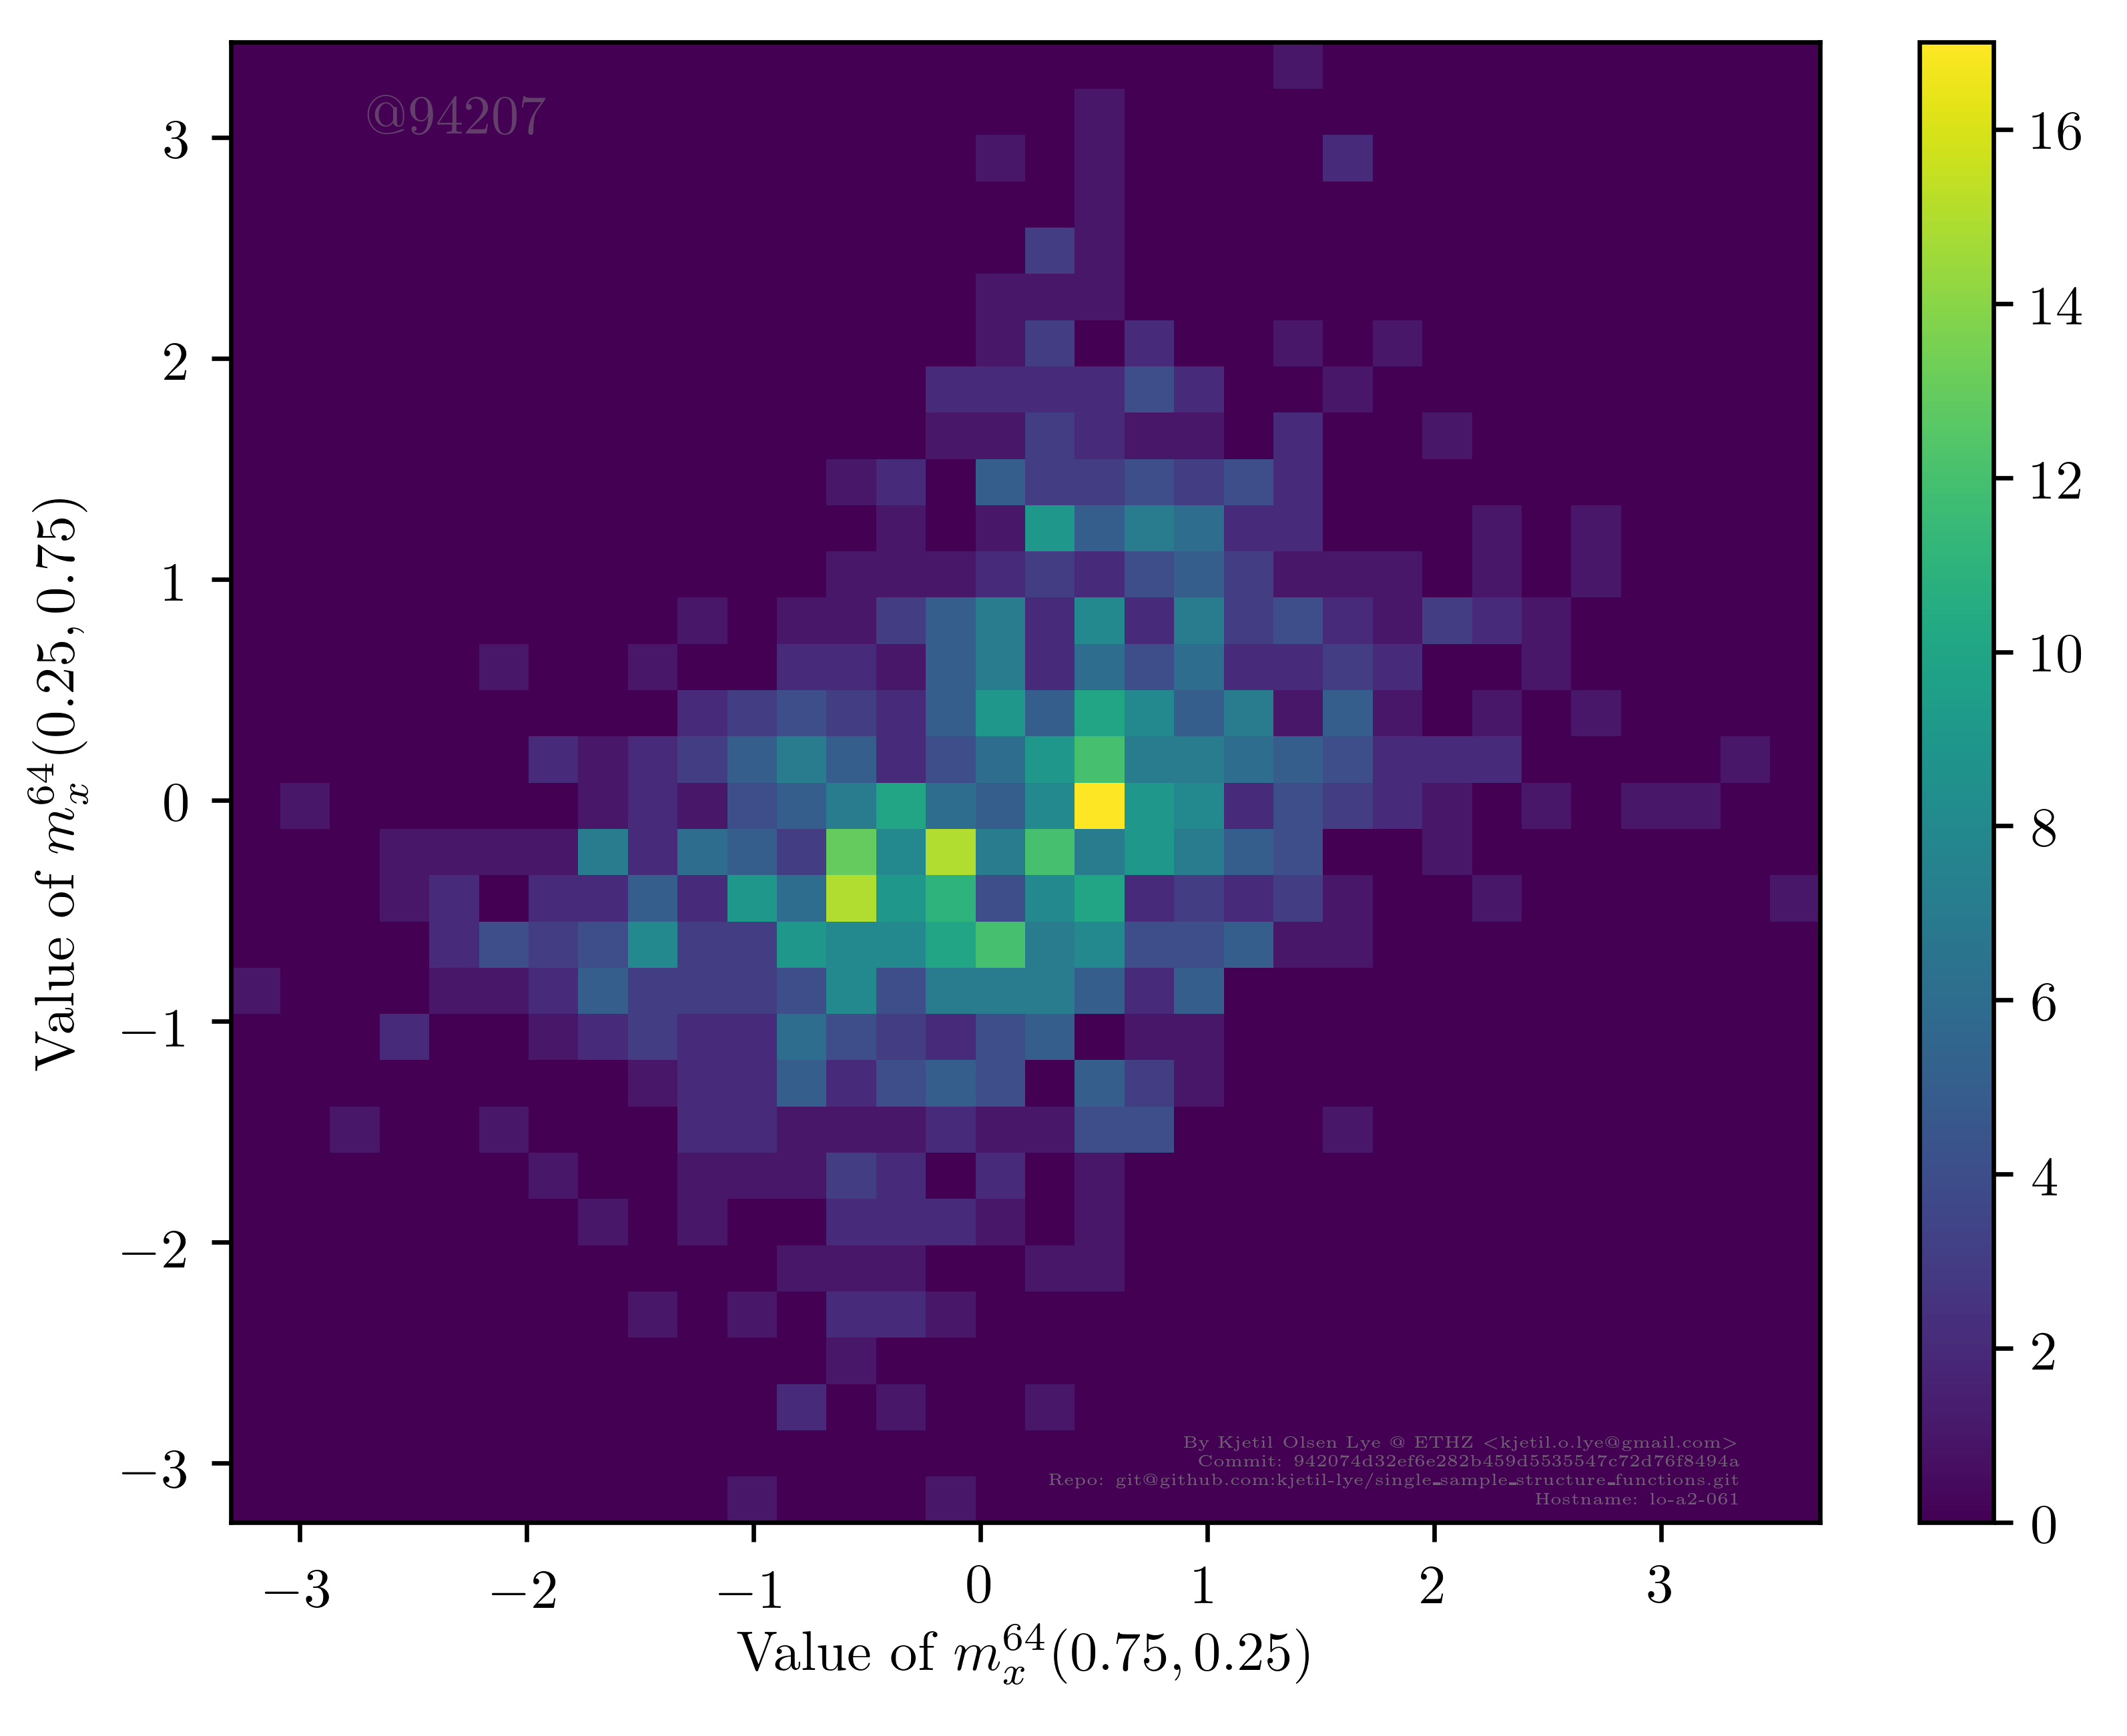 @94207
3
2
1
0
−1
−2
−3
Value of m_x^64(0.25, 0.75)
−3 −2 −1 0 1 2 3
Value of m_x^64(0.75, 0.25)
16
14
12
10
8
6
4
2
0
By Kjetil Olsen Lye @ ETHZ <kjetil.o.lye@gmail.com>
Commit: 942074d32ef6e282b459d5535547c72d76f8494a
Repo: git@github.com:kjetil-lye/single_sample_structure_functions.git
Hostname: lo-a2-061